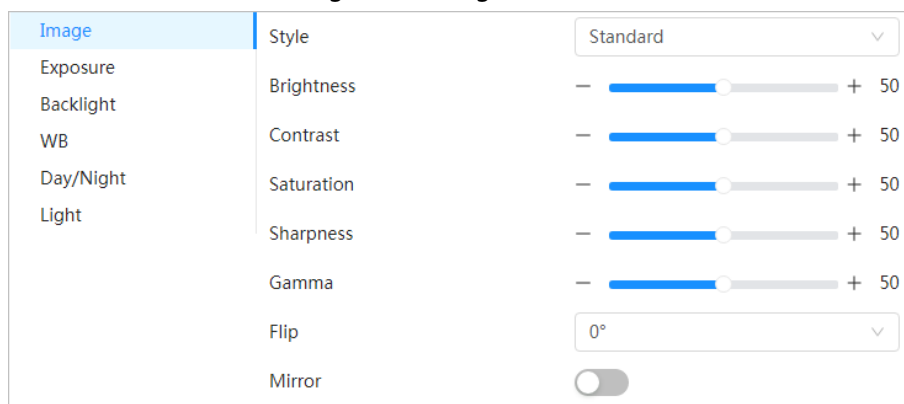 Image
Exposure
Backlight
WB
Day/Night
Light
Style Standard
Brightness − + 50
Contrast − + 50
Saturation − + 50
Sharpness − + 50
Gamma − + 50
Flip 0°
Mirror